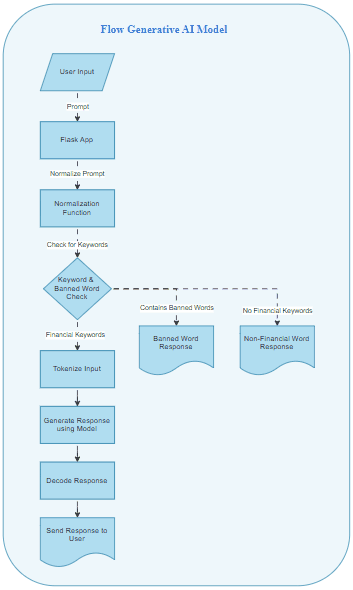 Flow Generative AI Model
User Input
Prompt
Flask App
Normalize Prompt
Normalization
Function
Check for Keywords
Keyword &
Banned Word
Check
Contains Banned Words
No Financial Keywords
Financial Keywords
Banned Word
Response
Non-Financial Word
Response
Tokenize Input
Generate Response
using Model
Decode Response
Send Response to
User